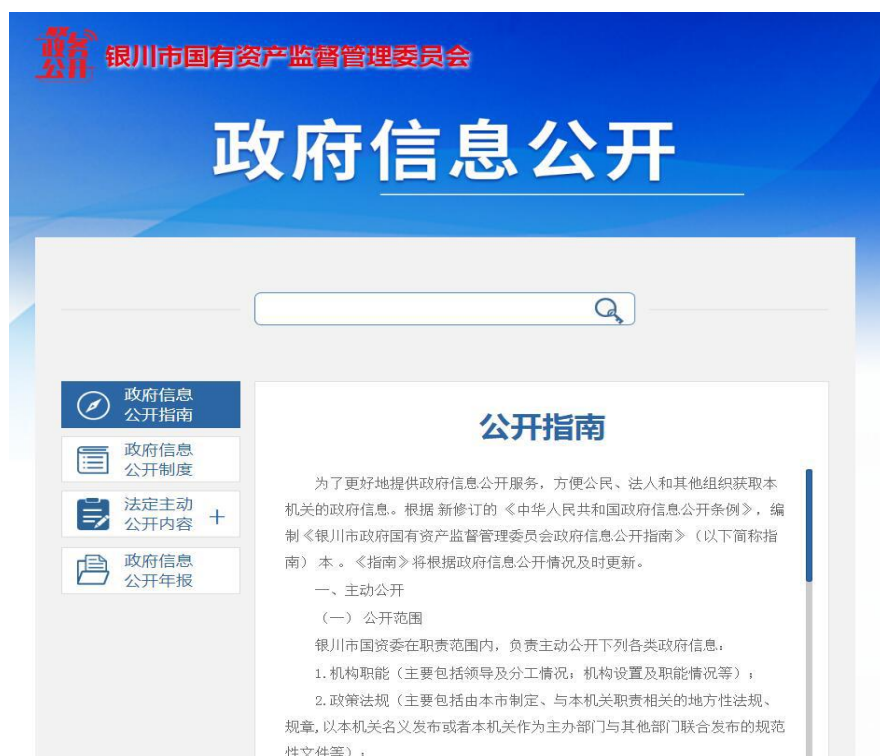 政务公开
银川市国有资产监督管理委员会
政府信息公开
政府信息
公开指南
政府信息
公开制度
法定主动
公开内容 +
政府信息
公开年报
公开指南
为了更好地提供政府信息公开服务，方便公民、法人和其他组织获取本
机关的政府信息。根据 新修订的 《中华人民共和国政府信息公开条例》，编
制《银川市政府国有资产监督管理委员会政府信息公开指南》（以下简称指
南） 本 。《指南》将根据政府信息公开情况及时更新。
一、主动公开
（一） 公开范围
银川市国资委在职责范围内，负责主动公开下列各类政府信息：
1.机构职能（主要包括领导及分工情况；机构设置及职能情况等）；
2.政策法规（主要包括由本市制定、与本机关职责相关的地方性法规、
规章,以本机关名义发布或者本机关作为主办部门与其他部门联合发布的规范
性文件等）；